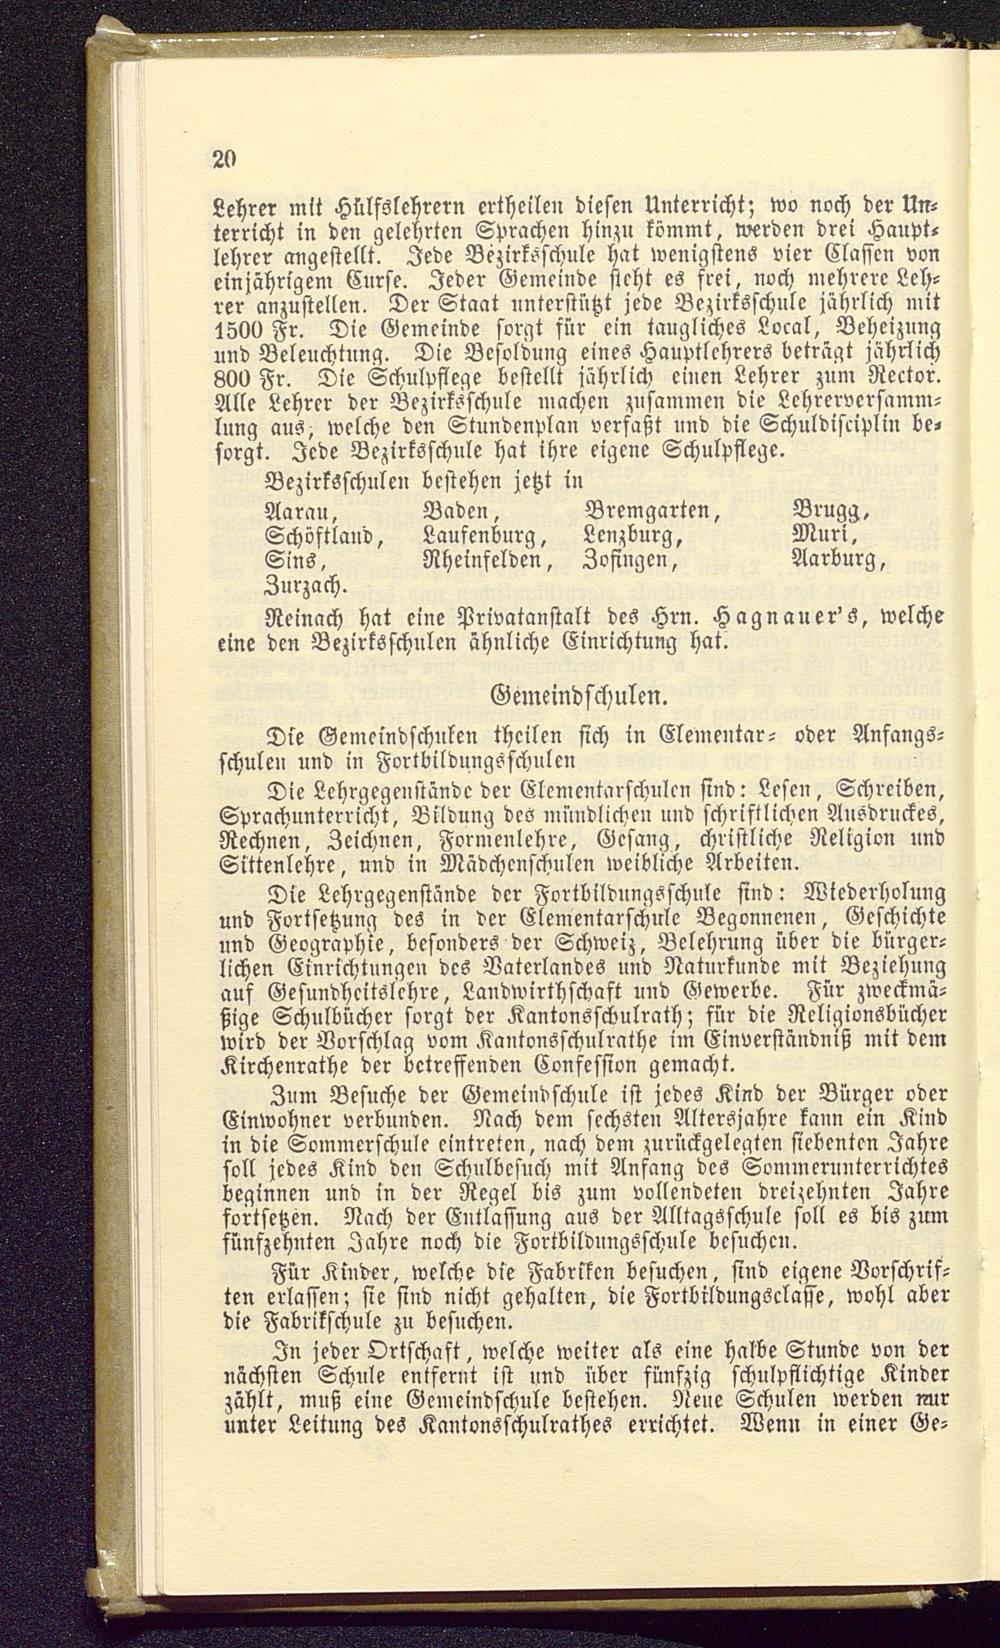 20
Lehrer mit Hülfslehrern ertheilen diesen Unterricht; wo noch der Un-
terricht in den gelehrten Sprachen hinzu kömmt, werden drei Haupt-
lehrer angestellt. Jede Bezirksschule hat wenigstens vier Classen von
einjährigem Curse. Jeder Gemeinde steht es frei, noch mehrere Leh-
rer anzustellen. Der Staat unterstützt jede Bezirksschule jährlich mit
1500 Fr. Die Gemeinde sorgt für ein taugliches Local, Beheizung
und Beleuchtung. Die Besoldung eines Hauptlehrers beträgt jährlich
800 Fr. Die Schulpflege bestellt jährlich einen Lehrer zum Rector.
Alle Lehrer der Bezirksschule machen zusammen die Lehrerversamm-
lung aus, welche den Stundenplan verfaßt und die Schuldisciplin be-
sorgt. Jede Bezirksschule hat ihre eigene Schulpflege.
Bezirksschulen bestehen jetzt in
Aarau, Baden, Bremgarten, Brugg,
Schöftland, Laufenburg, Lenzburg, Muri,
Sins, Rheinfelden, Zofingen, Aarburg,
Zurzach.
Reinach hat eine Privatanstalt des Hrn. Hagnauer's, welche
eine den Bezirksschulen ähnliche Einrichtung hat.
Gemeindschulen.
Die Gemeindschulen theilen sich in Elementar- oder Anfangs-
schulen und in Fortbildungsschulen
Die Lehrgegenstände der Elementarschulen sind: Lesen, Schreiben,
Sprachunterricht, Bildung des mündlichen und schriftlichen Ausdruckes,
Rechnen, Zeichnen, Formenlehre, Gesang, christliche Religion und
Sittenlehre, und in Mädchenschulen weibliche Arbeiten.
Die Lehrgegenstände der Fortbildungsschule sind: Wiederholung
und Fortsetzung des in der Elementarschule Begonnenen, Geschichte
und Geographie, besonders der Schweiz, Belehrung über die bürger-
lichen Einrichtungen des Vaterlandes und Naturkunde mit Beziehung
auf Gesundheitslehre, Landwirthschaft und Gewerbe. Für zweckmä-
ßige Schulbücher sorgt der Kantonsschulrath; für die Religionsbücher
wird der Vorschlag vom Kantonsschulrathe im Einverständniß mit dem
Kirchenrathe der betreffenden Confession gemacht.
Zum Besuche der Gemeindschule ist jedes Kind der Bürger oder
Einwohner verbunden. Nach dem sechsten Altersjahre kann ein Kind
in die Sommerschule eintreten, nach dem zurückgelegten siebenten Jahre
soll jedes Kind den Schulbesuch mit Anfang des Sommerunterrichtes
beginnen und in der Regel bis zum vollendeten dreizehnten Jahre
fortsetzen. Nach der Entlassung aus der Alltagsschule soll es bis zum
fünfzehnten Jahre noch die Fortbildungsschule besuchen.
Für Kinder, welche die Fabriken besuchen, sind eigene Vorschrif-
ten erlassen; sie sind nicht gehalten, die Fortbildungsclasse, wohl aber
die Fabrikschule zu besuchen.
In jeder Ortschaft, welche weiter als eine halbe Stunde von der
nächsten Schule entfernt ist und über fünfzig schulpflichtige Kinder
zählt, muß eine Gemeindschule bestehen. Neue Schulen werden nur
unter Leitung des Kantonsschulrathes errichtet. Wenn in einer Ge-